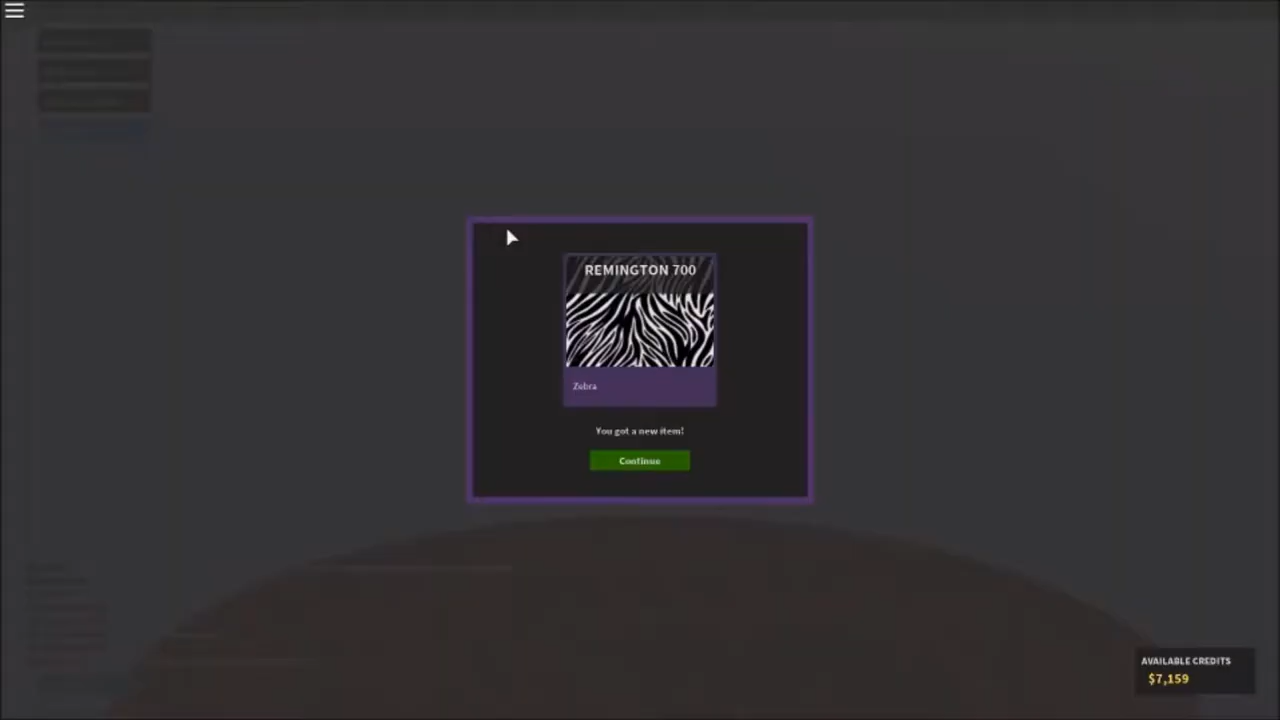 REMINGTON 700
Zebra
You got a new item!
Continue
AVAILABLE CREDITS
$7,159